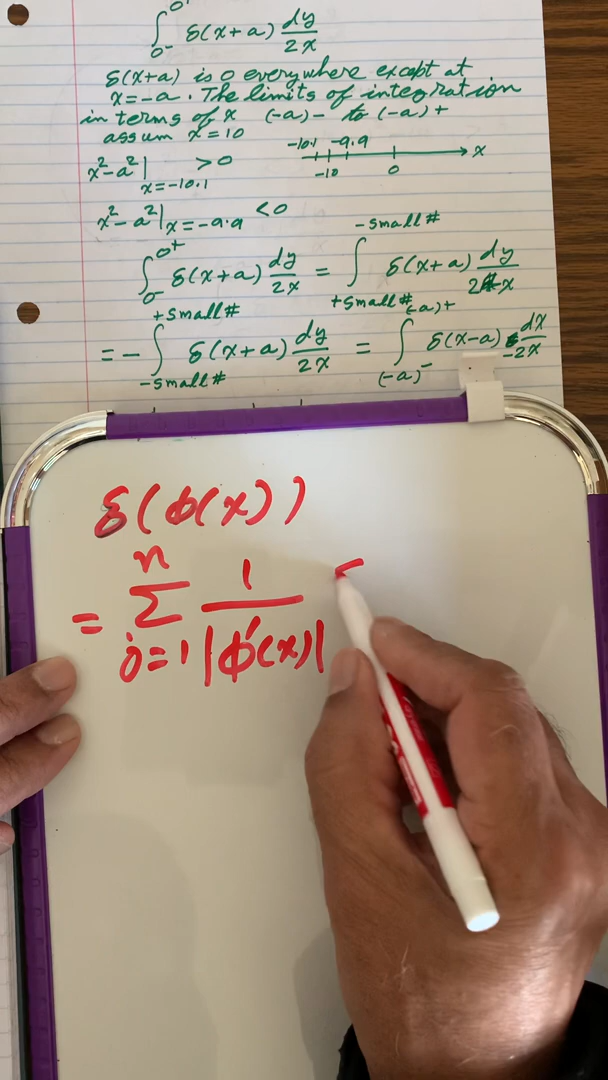 ∫_{0-}^{0+} δ(x+a) dy/2x
δ(x+a) is 0 everywhere except at
x=-a. The limits of integration
in terms of x (-a)- to (-a)+
assum x=10
-10.1 -9.9
x
-10 0
x²-a²|_{x=-10.1} >0
x²-a²|_{x=-9.9} <0
∫_{0-}^{0+} δ(x+a) dy/2x = ∫_{+small#}^{-small#} δ(x+a) dy/2x
= -∫_{-small#}^{+small#} δ(x+a) dy/2x = ∫_{(-a)-}^{(-a)+} δ(x-a) dx/-2x
δ(φ(x))
= Σ_{i=1}^{n} 1/|φ'(x)|